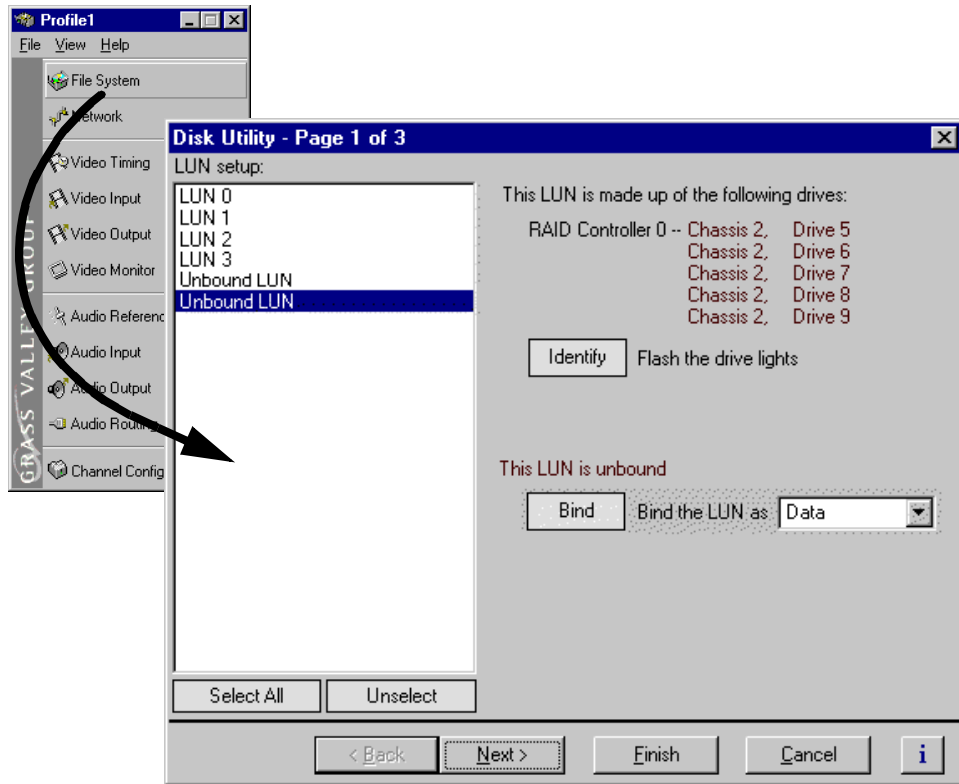 Profile1
File View Help
File System
Network
Video Timing
Video Input
Video Output
Video Monitor
Audio Referenc
Audio Input
Audio Output
Audio Routing
Channel Config
GRASS VALLEY GROUP
Disk Utility - Page 1 of 3
LUN setup:
LUN 0
LUN 1
LUN 2
LUN 3
Unbound LUN
Unbound LUN
Select All Unselect
This LUN is made up of the following drives:
RAID Controller 0 -- Chassis 2, Drive 5
Chassis 2, Drive 6
Chassis 2, Drive 7
Chassis 2, Drive 8
Chassis 2, Drive 9
Identify Flash the drive lights
This LUN is unbound
Bind Bind the LUN as Data
< Back Next > Finish Cancel i